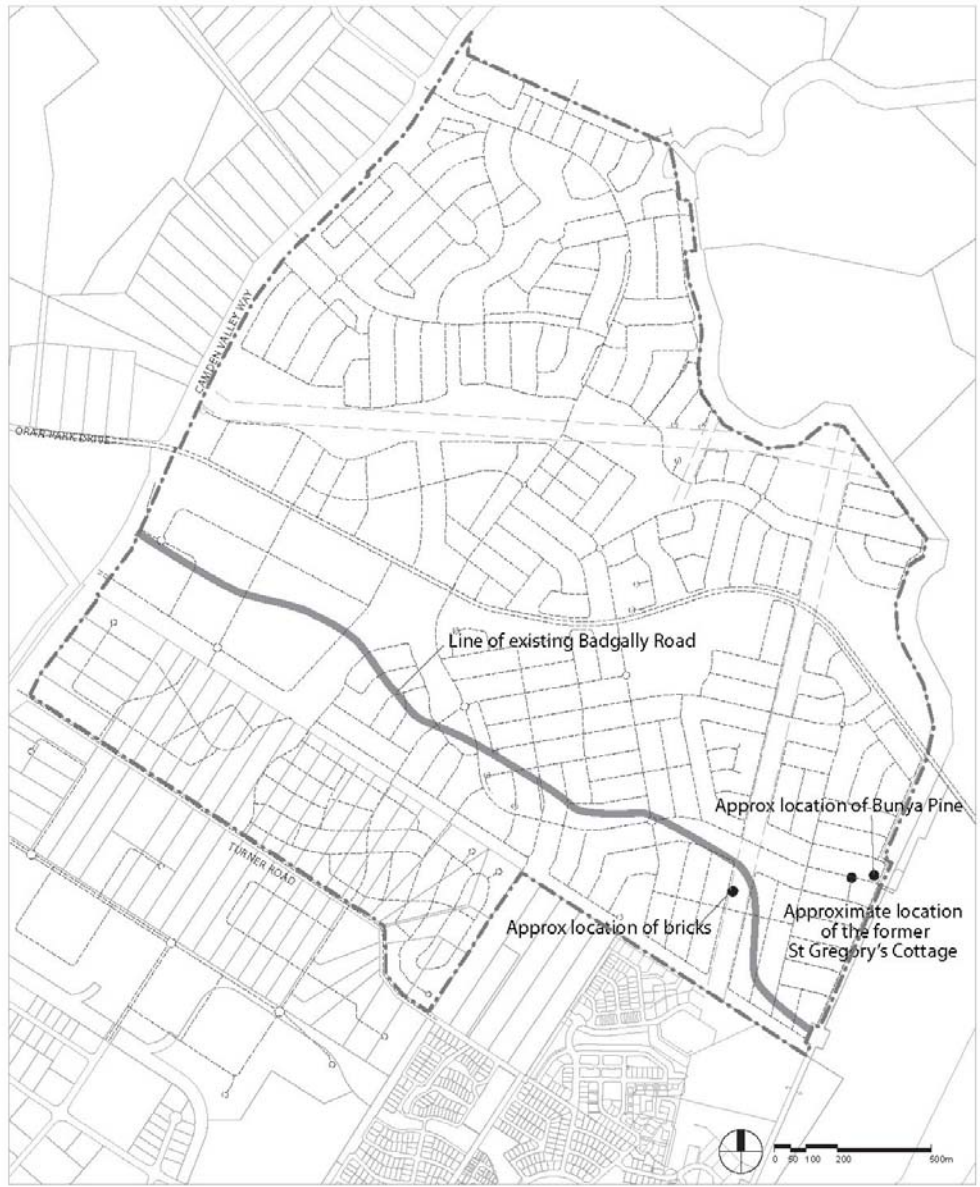 CAMDEN VALLEY WAY
ORAN PARK DRIVE
Line of existing Badgally Road
Approx location of Bunya Pine
TURNER ROAD
Approx location of bricks
Approximate location
of the former
St Gregory's Cottage
0 50 100 200 500m